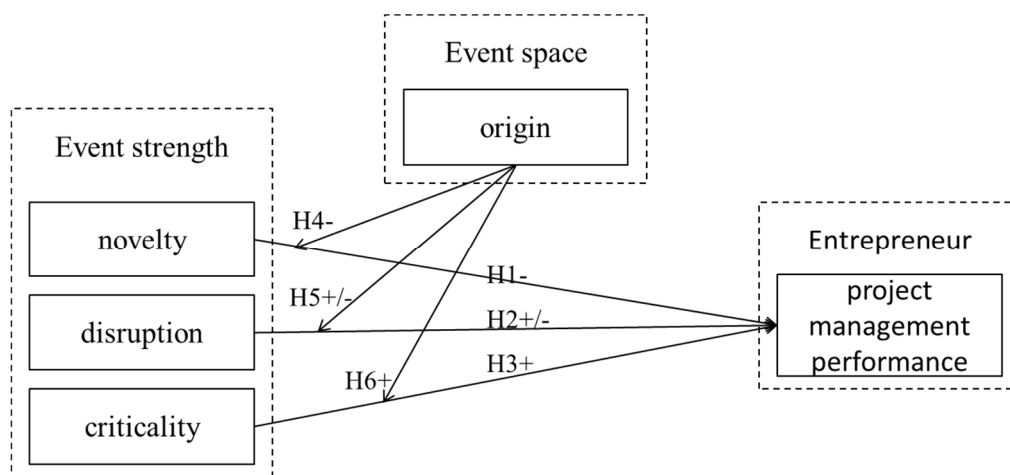 Event space
origin
Event strength
novelty
disruption
criticality
H4-
H5+/-
H6+
H1-
H2+/-
H3+
Entrepreneur
project
management
performance